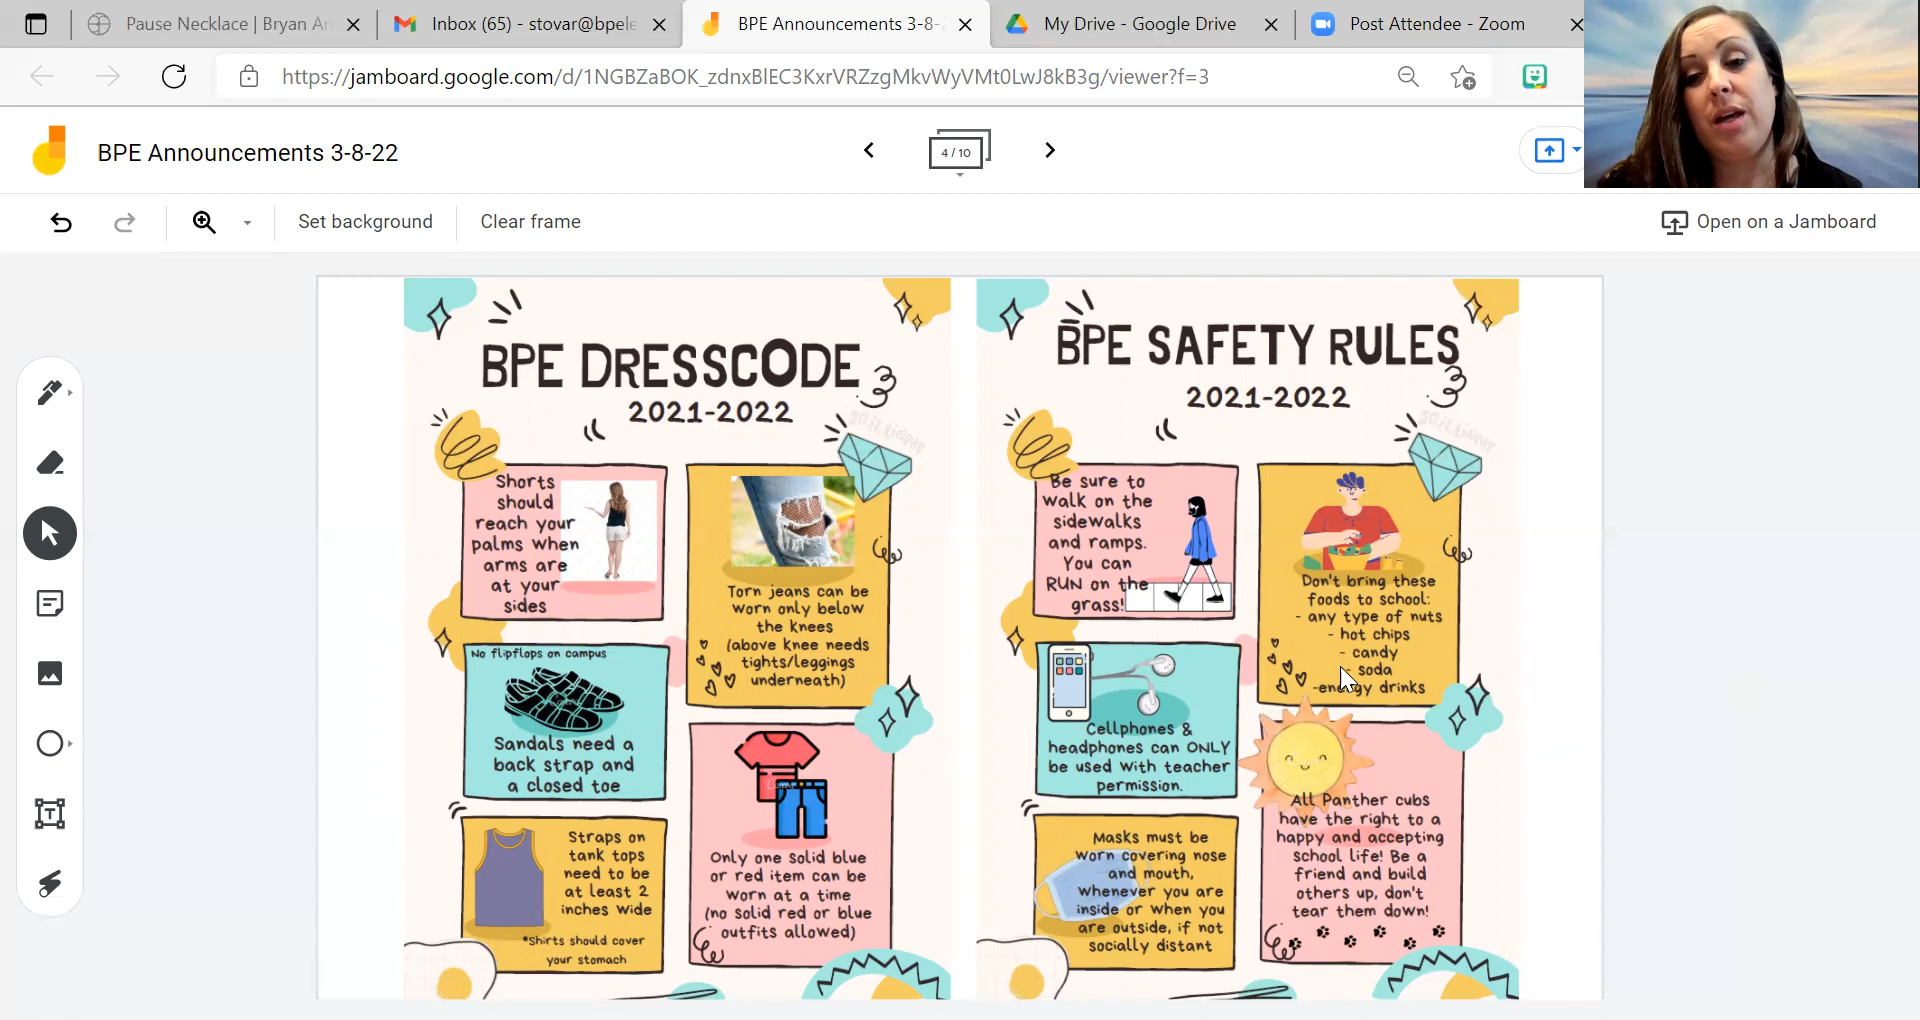 Pause Necklace | Bryan An
Inbox (65) - stovar@bpele
BPE Announcements 3-8-
My Drive - Google Drive
Post Attendee - Zoom
https://jamboard.google.com/d/1NGBZaBOK_zdnxBlEC3KxrVRZzgMkvWyVMt0LwJ8kB3g/viewer?f=3
BPE Announcements 3-8-22
4 / 10
Set background
Clear frame
Open on a Jamboard
BPE DRESSCODE
2021-2022
Shorts
should
reach your
palms when
arms are
at your
sides
Torn jeans can be
worn only below
the knees
(above knee needs
tights/leggings
underneath)
No flipflops on campus
Sandals need a
back strap and
a closed toe
Straps on
tank tops
need to be
at least 2
inches wide
*Shirts should cover
your stomach
Only one solid blue
or red item can be
worn at a time
(no solid red or blue
outfits allowed)
BPE SAFETY RULES
2021-2022
Be sure to
walk on the
sidewalks
and ramps.
You can
RUN on the
grass!
Don't bring these
foods to school:
- any type of nuts
- hot chips
- candy
- soda
-energy drinks
Cellphones &
headphones can ONLY
be used with teacher
permission.
Masks must be
worn covering nose
and mouth,
whenever you are
inside or when you
are outside, if not
socially distant
All Panther cubs
have the right to a
happy and accepting
school life! Be a
friend and build
others up, don't
tear them down!